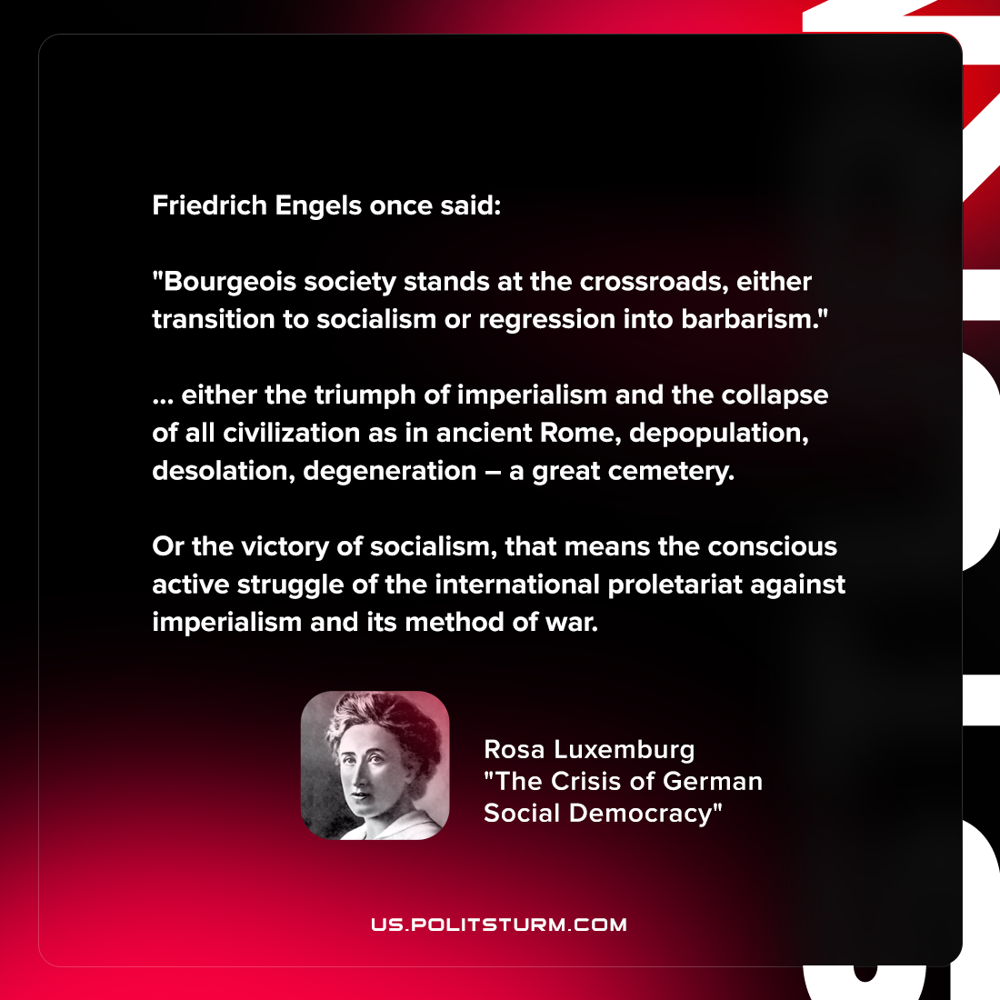 Friedrich Engels once said:
"Bourgeois society stands at the crossroads, either
transition to socialism or regression into barbarism."
... either the triumph of imperialism and the collapse
of all civilization as in ancient Rome, depopulation,
desolation, degeneration – a great cemetery.
Or the victory of socialism, that means the conscious
active struggle of the international proletariat against
imperialism and its method of war.
Rosa Luxemburg
"The Crisis of German
Social Democracy"
US.POLITSTURM.COM